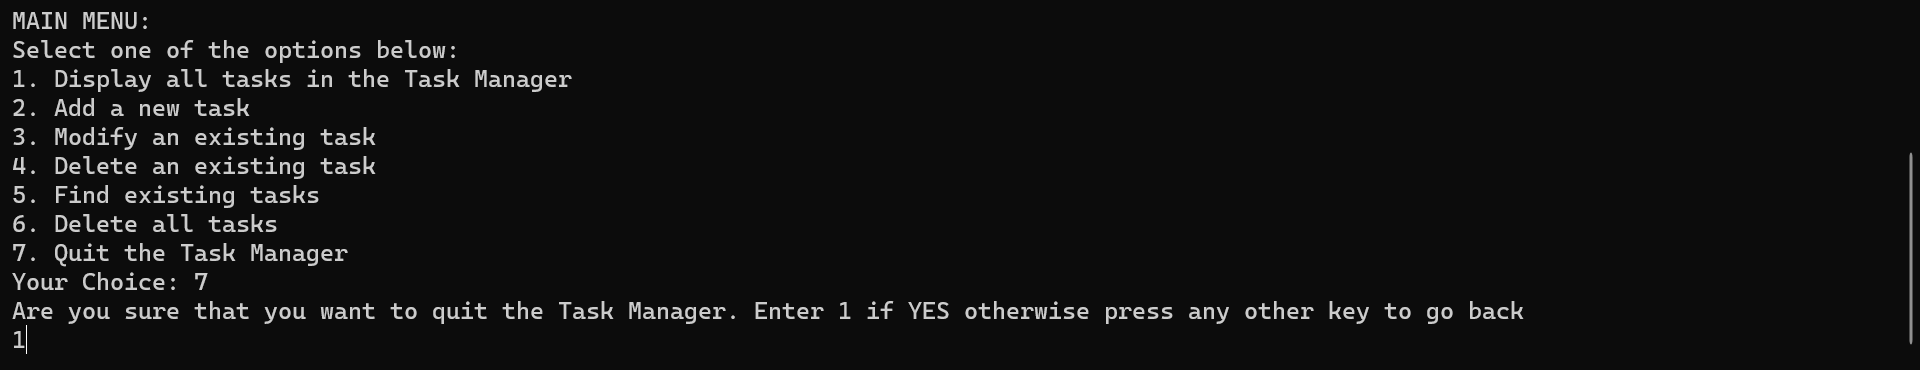 MAIN MENU:
Select one of the options below:
1. Display all tasks in the Task Manager
2. Add a new task
3. Modify an existing task
4. Delete an existing task
5. Find existing tasks
6. Delete all tasks
7. Quit the Task Manager
Your Choice: 7
Are you sure that you want to quit the Task Manager. Enter 1 if YES otherwise press any other key to go back
1